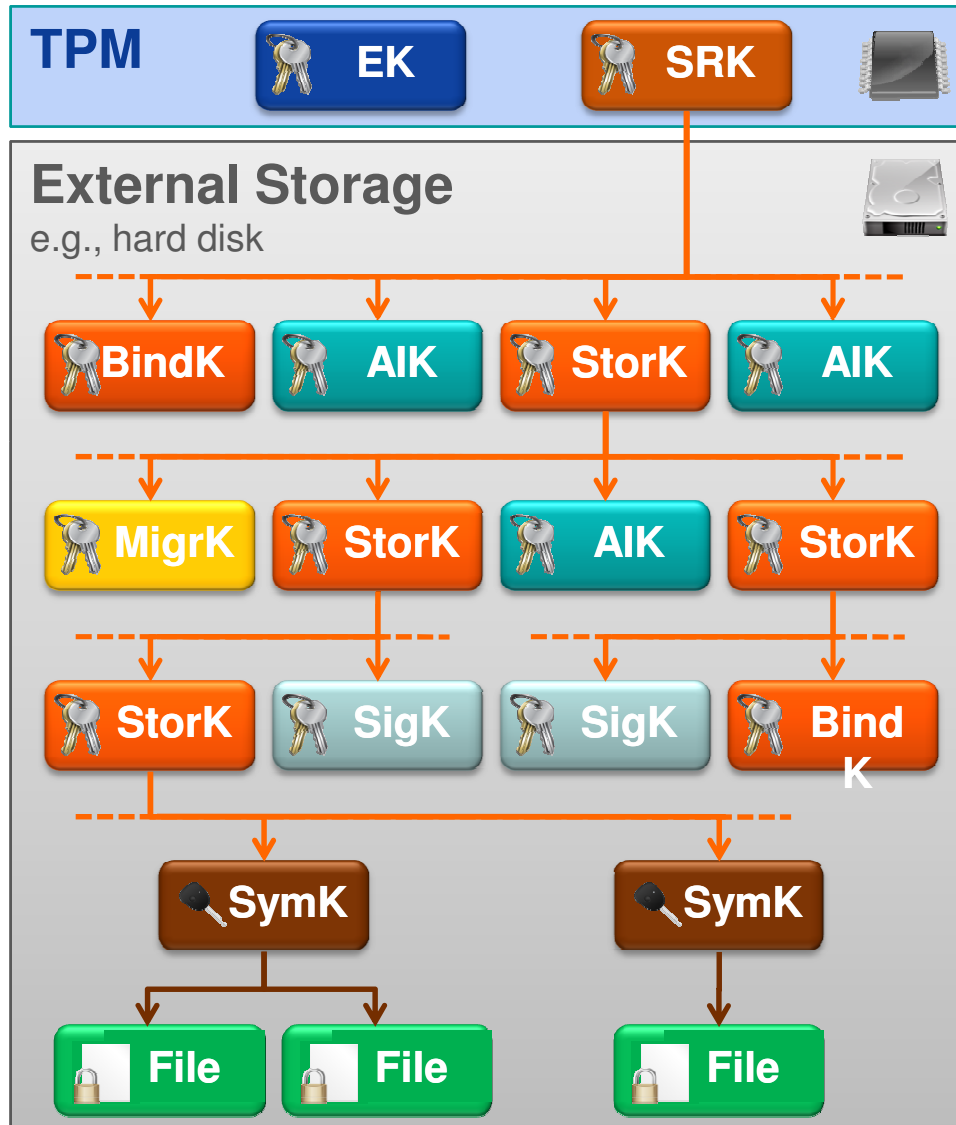 TPM
EK
SRK
External Storage
e.g., hard disk
BindK
AIK
StorK
AIK
MigrK
StorK
AIK
StorK
StorK
SigK
SigK
Bind
K
SymK
SymK
File
File
File